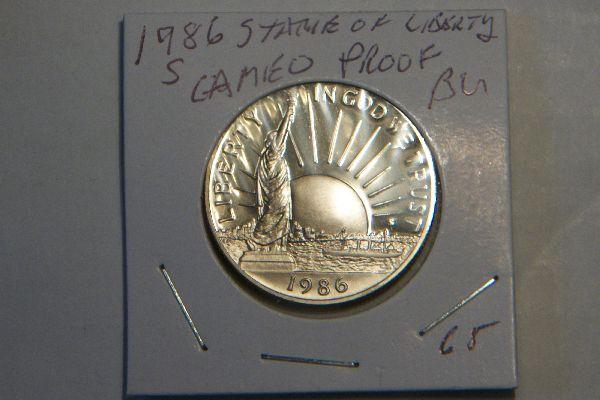 1986 STATUE OF LIBERTY
S CAMEO PROOF
BU
LIBERTY
IN GOD WE TRUST
S
1986
65